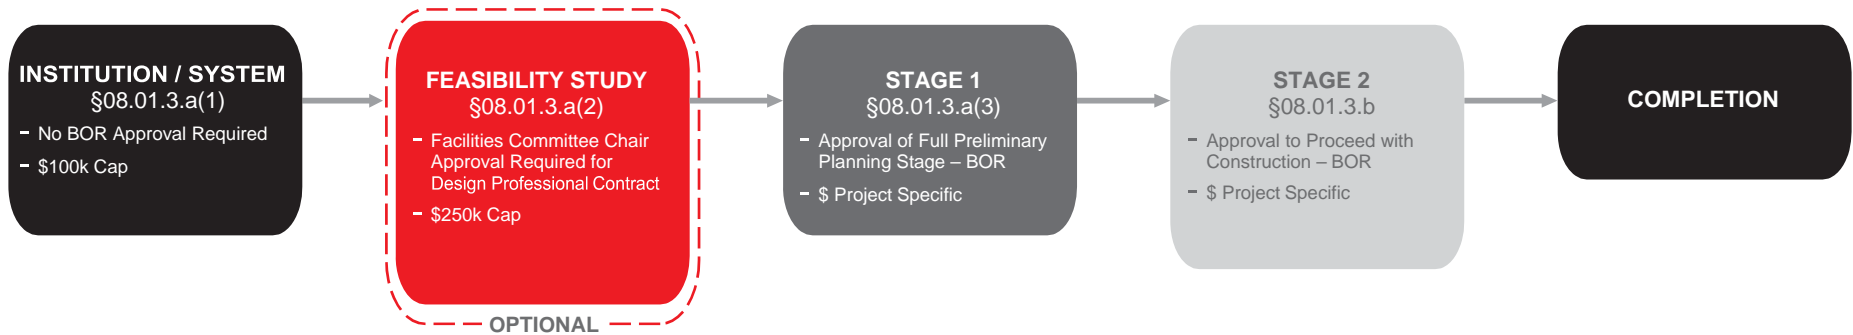 INSTITUTION / SYSTEM
§08.01.3.a(1)
- No BOR Approval Required
- $100k Cap
FEASIBILITY STUDY
§08.01.3.a(2)
- Facilities Committee Chair
Approval Required for
Design Professional Contract
- $250k Cap
OPTIONAL
STAGE 1
§08.01.3.a(3)
- Approval of Full Preliminary
Planning Stage – BOR
- $ Project Specific
STAGE 2
§08.01.3.b
- Approval to Proceed with
Construction – BOR
- $ Project Specific
COMPLETION